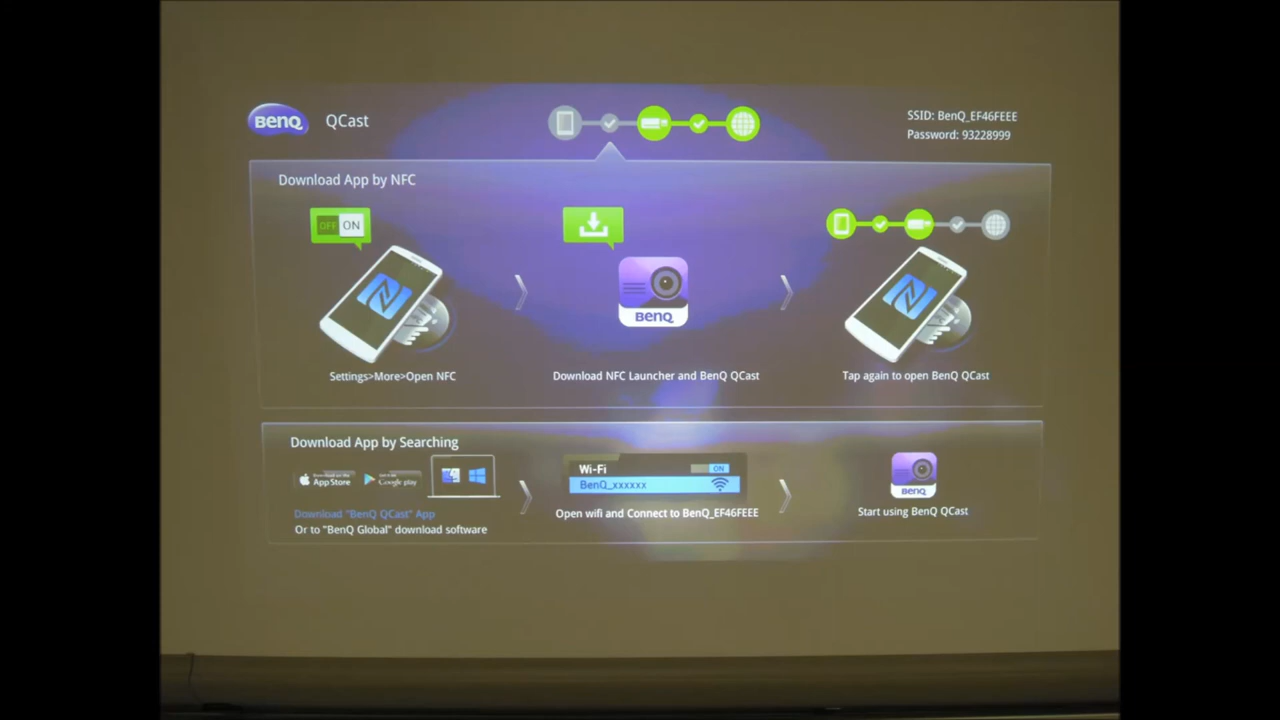 BenQ QCast
SSID: BenQ_EF46FEEE
Password: 93228999
Download App by NFC
OFF ON
BenQ
Settings>More>Open NFC
Download NFC Launcher and BenQ QCast
Tap again to open BenQ QCast
Download App by Searching
App Store
Google play
Wi-Fi
ON
BenQ_xxxxxx
BenQ
Download "BenQ QCast" App
Or to "BenQ Global" download software
Open wifi and Connect to BenQ_EF46FEEE
Start using BenQ QCast